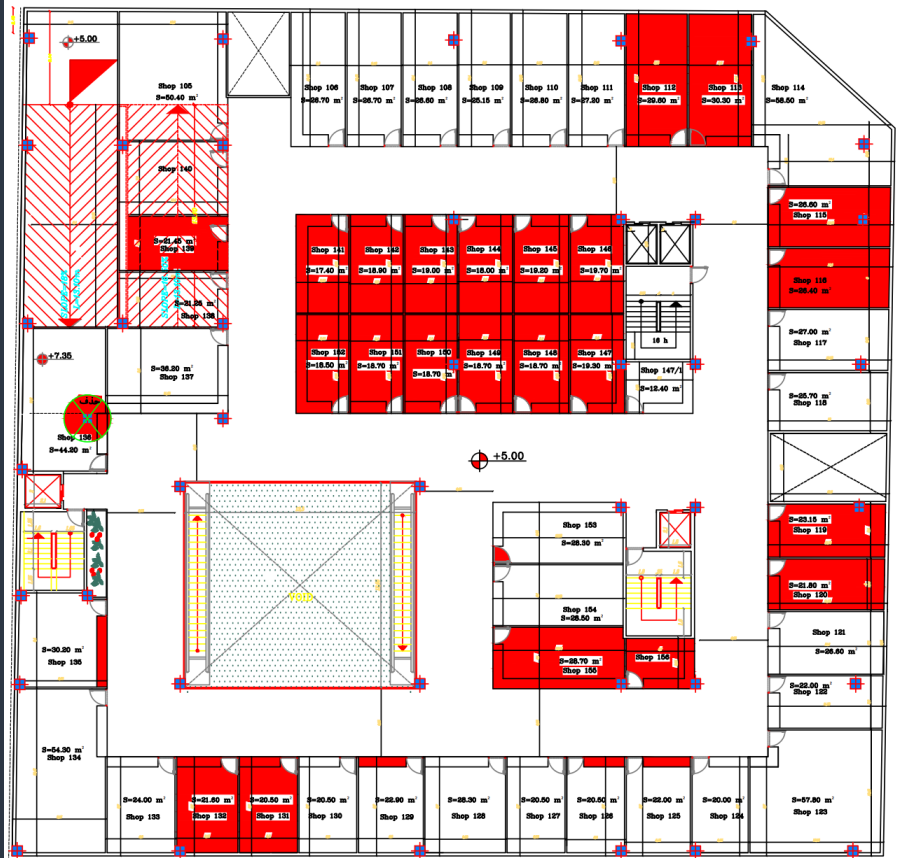 +5.00
Shop 105
S=50.40 m²
Shop 106
S=26.70 m²
Shop 107
S=26.70 m²
Shop 108
S=26.60 m²
Shop 109
S=25.15 m²
Shop 110
S=26.80 m²
Shop 111
S=27.20 m²
Shop 112
S=29.60 m²
Shop 113
S=30.30 m²
Shop 114
S=58.50 m²
Shop 140
S=26.60 m²
Shop 115
S=21.45 m²
Shop 139
Shop 141
S=17.40 m²
Shop 142
S=18.90 m²
Shop 143
S=19.00 m²
Shop 144
S=18.00 m²
Shop 145
S=19.20 m²
Shop 146
S=19.70 m²
Shop 116
S=25.40 m²
S=21.25 m²
Shop 138
S=27.00 m²
Shop 117
16 h
+7.35
S=36.20 m²
Shop 137
Shop 152
S=18.50 m²
Shop 151
S=18.70 m²
Shop 150
S=18.70 m²
Shop 149
S=18.70 m²
Shop 148
S=18.70 m²
Shop 147
S=19.30 m²
Shop 147/1
S=12.40 m²
S=25.70 m²
Shop 118
Shop 136
S=44.20 m²
+5.00
Shop 153
S=28.30 m²
S=23.15 m²
Shop 119
S=21.80 m²
Shop 120
VOID
Shop 154
S=28.50 m²
Shop 121
S=26.60 m²
S=30.20 m²
Shop 135
S=28.70 m²
Shop 155
Shop 156
S=22.00 m²
Shop 122
S=54.30 m²
Shop 134
S=24.00 m²
Shop 133
S=21.60 m²
Shop 132
S=20.50 m²
Shop 131
S=20.50 m²
Shop 130
S=22.90 m²
Shop 129
S=28.30 m²
Shop 128
S=20.50 m²
Shop 127
S=20.50 m²
Shop 126
S=22.00 m²
Shop 125
S=20.00 m²
Shop 124
S=57.80 m²
Shop 123